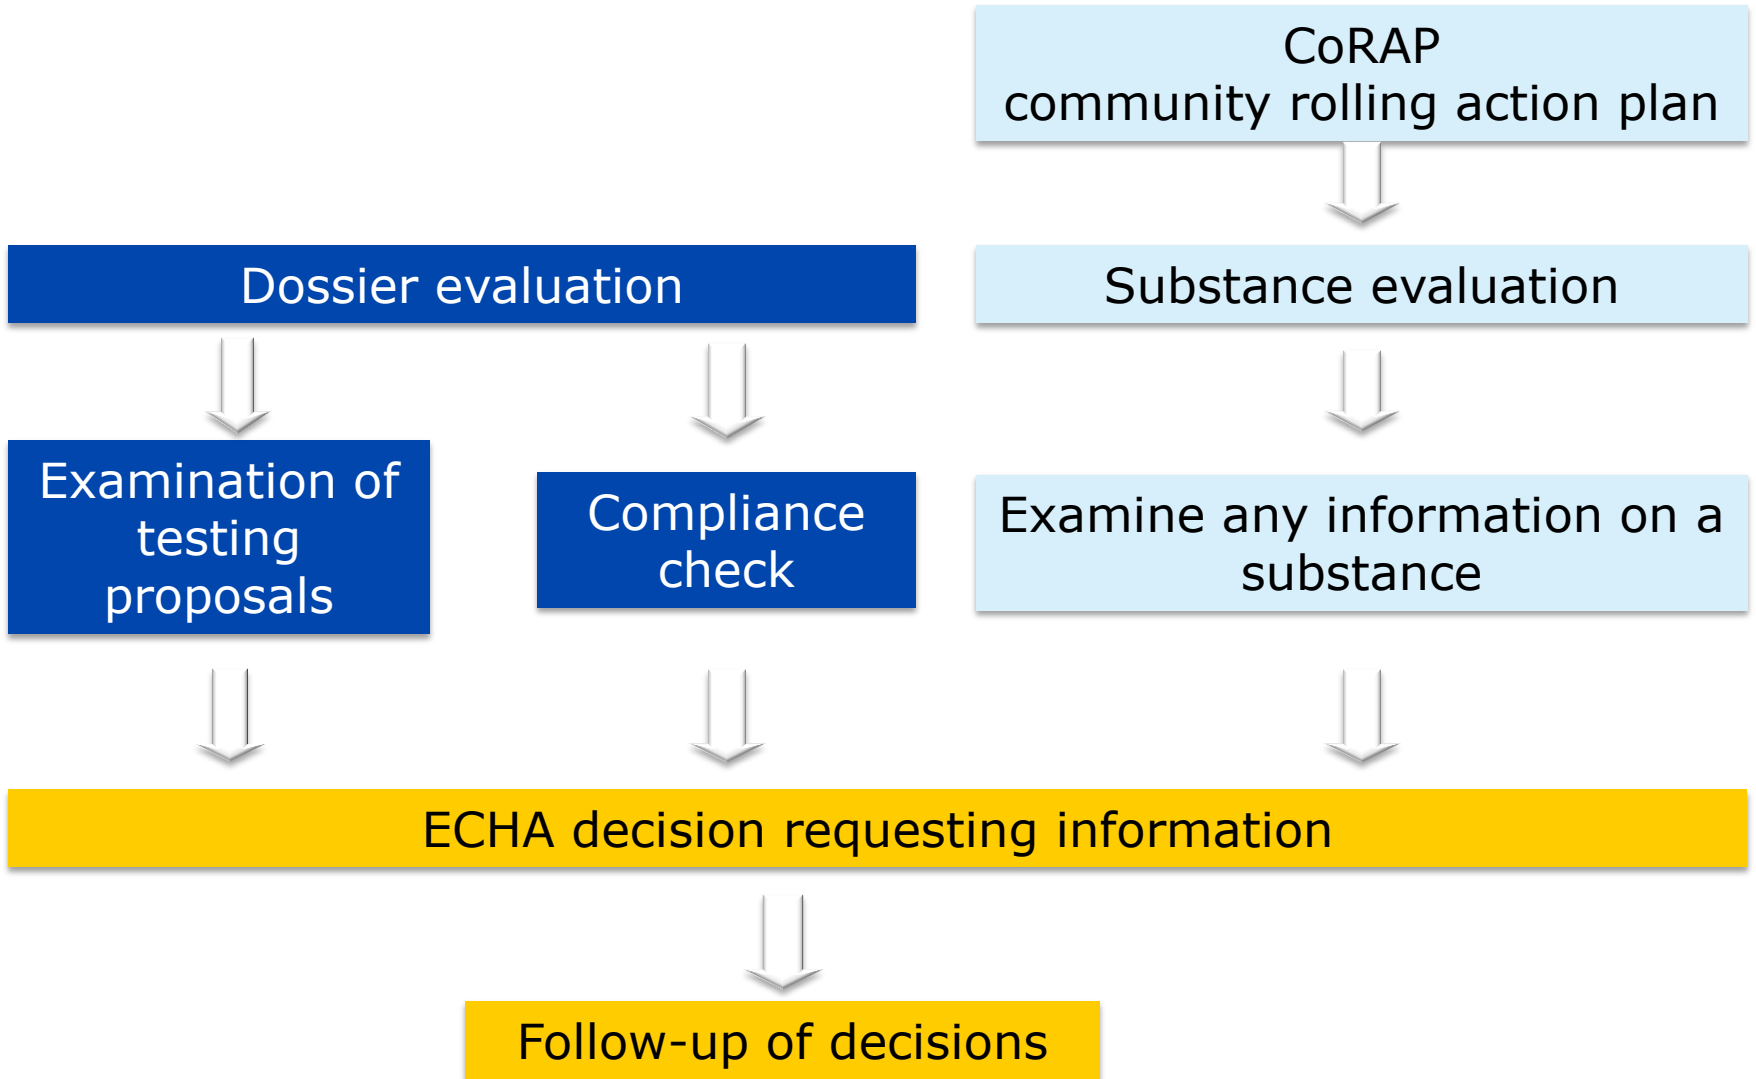 CoRAP
community rolling action plan
Dossier evaluation
Substance evaluation
Examination of
testing
proposals
Compliance
check
Examine any information on a
substance
ECHA decision requesting information
Follow-up of decisions